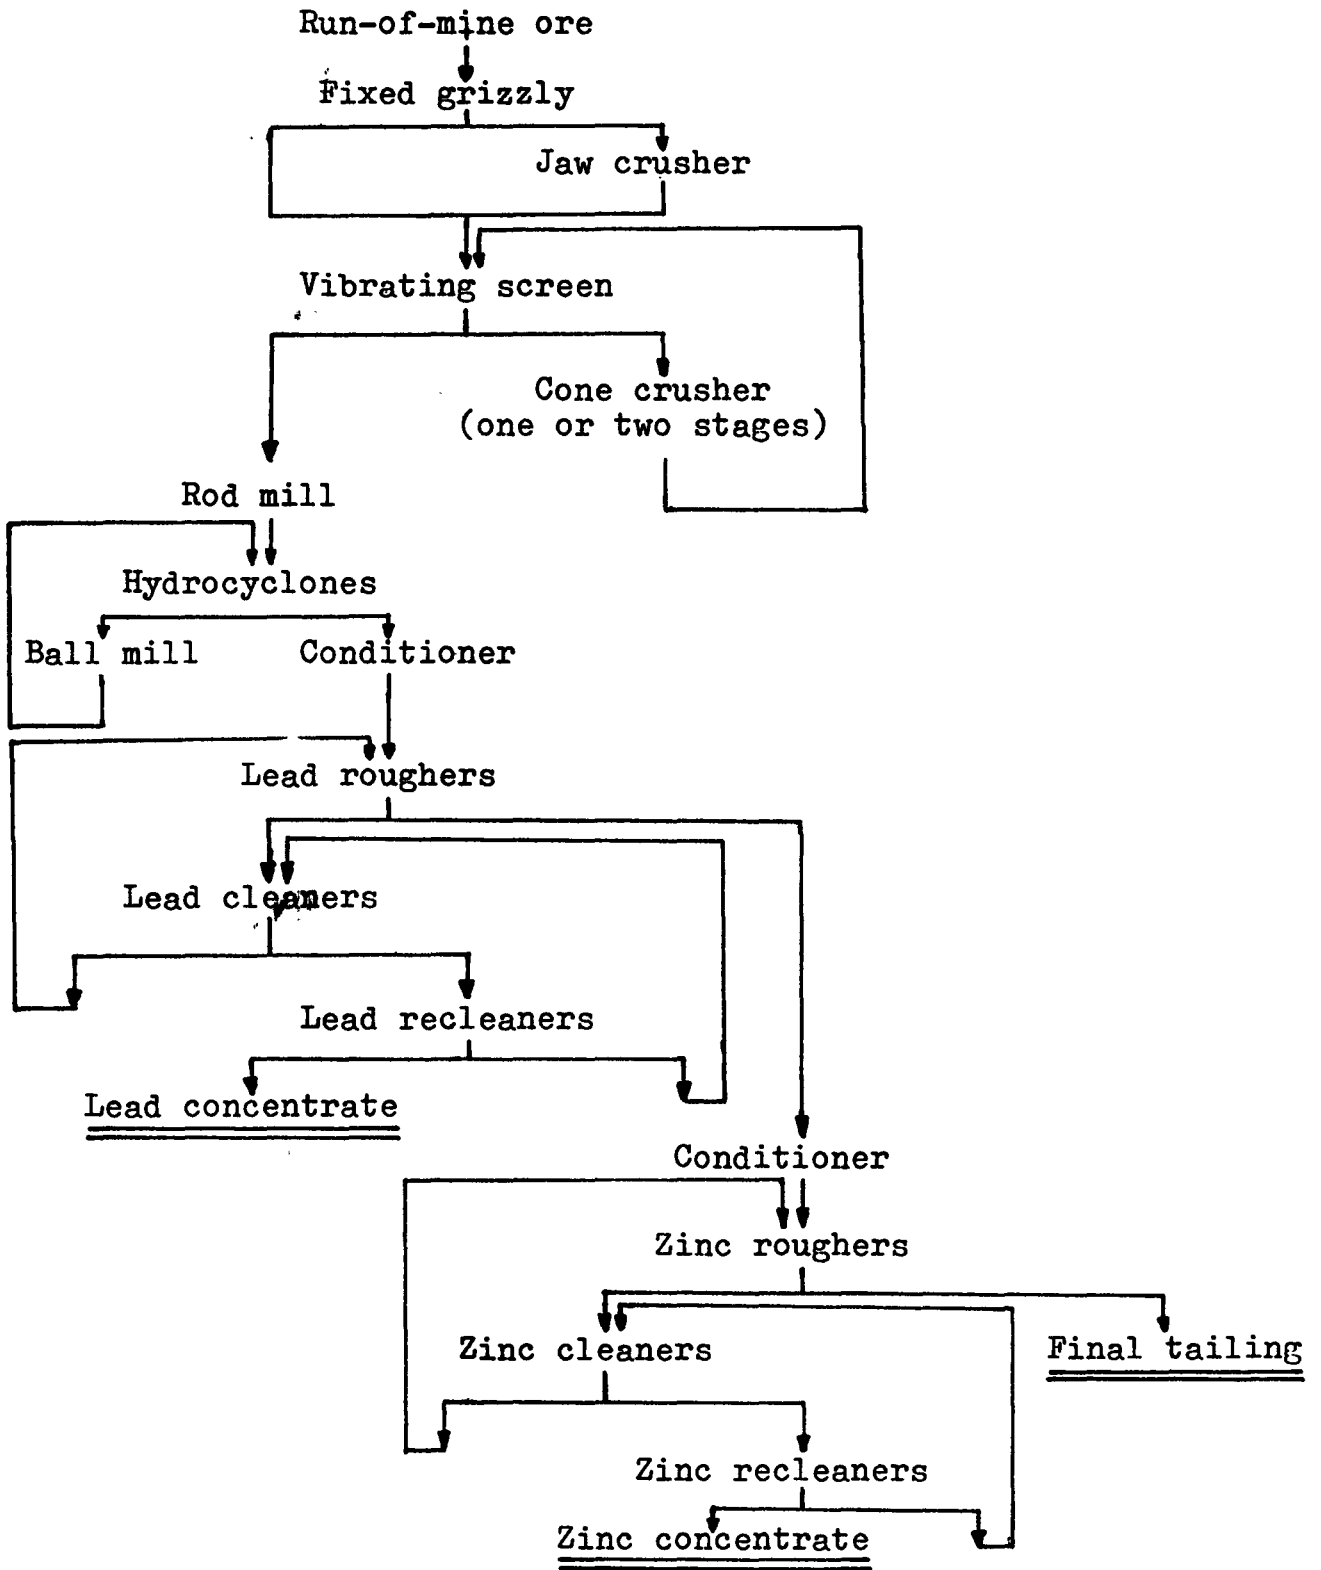 Run-of-mine ore
Fixed grizzly
Jaw crusher
Vibrating screen
Cone crusher
(one or two stages)
Rod mill
Hydrocyclones
Ball mill
Conditioner
Lead roughers
Lead cleaners
Lead recleaners
Lead concentrate
Conditioner
Zinc roughers
Zinc cleaners
Final tailing
Zinc recleaners
Zinc concentrate